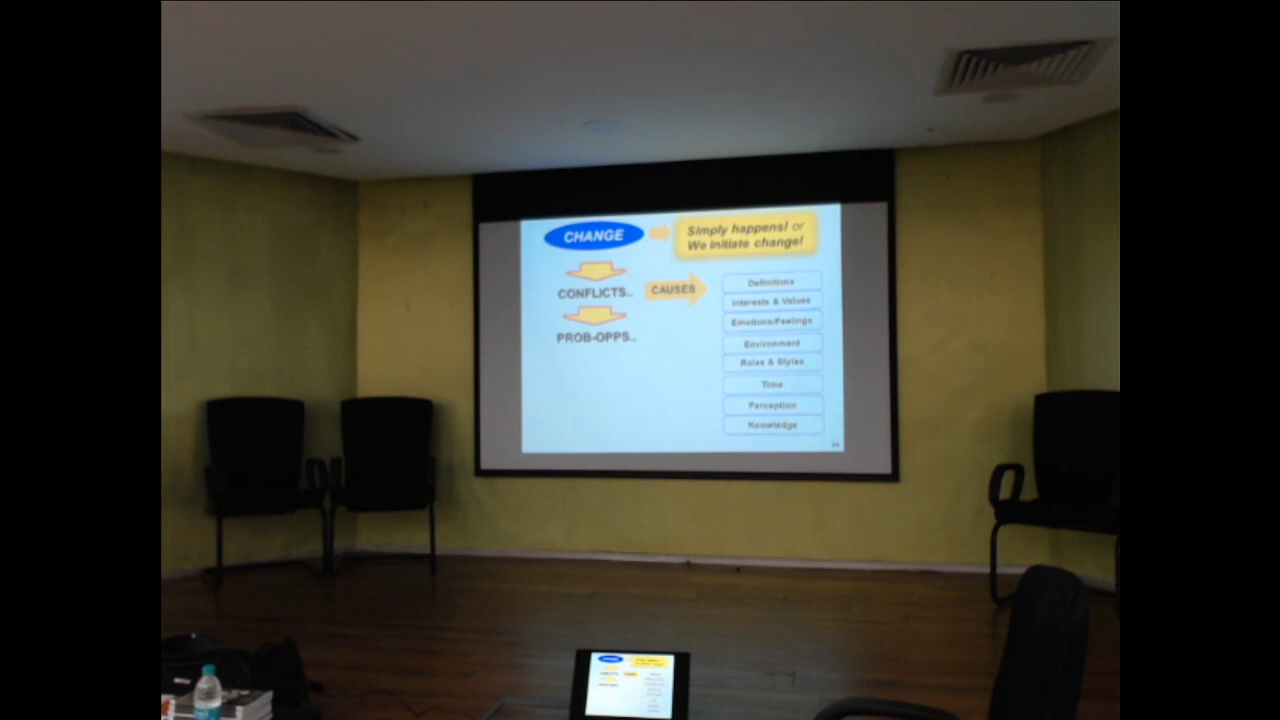 CHANGE
Simply happens! or
We initiate change!
CONFLICTS...
CAUSES
PROB-OPPS...
Definitions
Interests & Values
Emotions/Feelings
Environment
Roles & Styles
Time
Perception
Knowledge